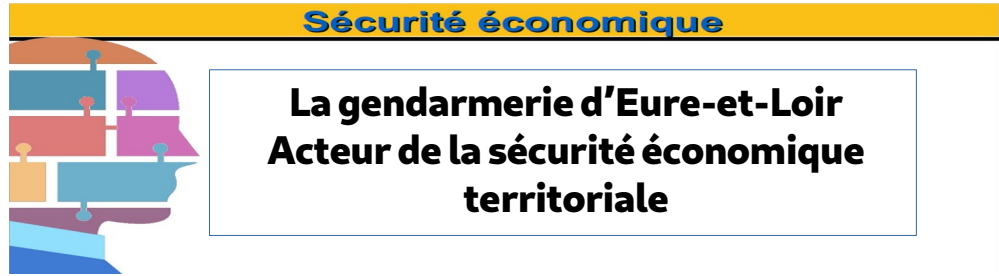 Sécurité économique
La gendarmerie d’Eure-et-Loir
Acteur de la sécurité économique
territoriale